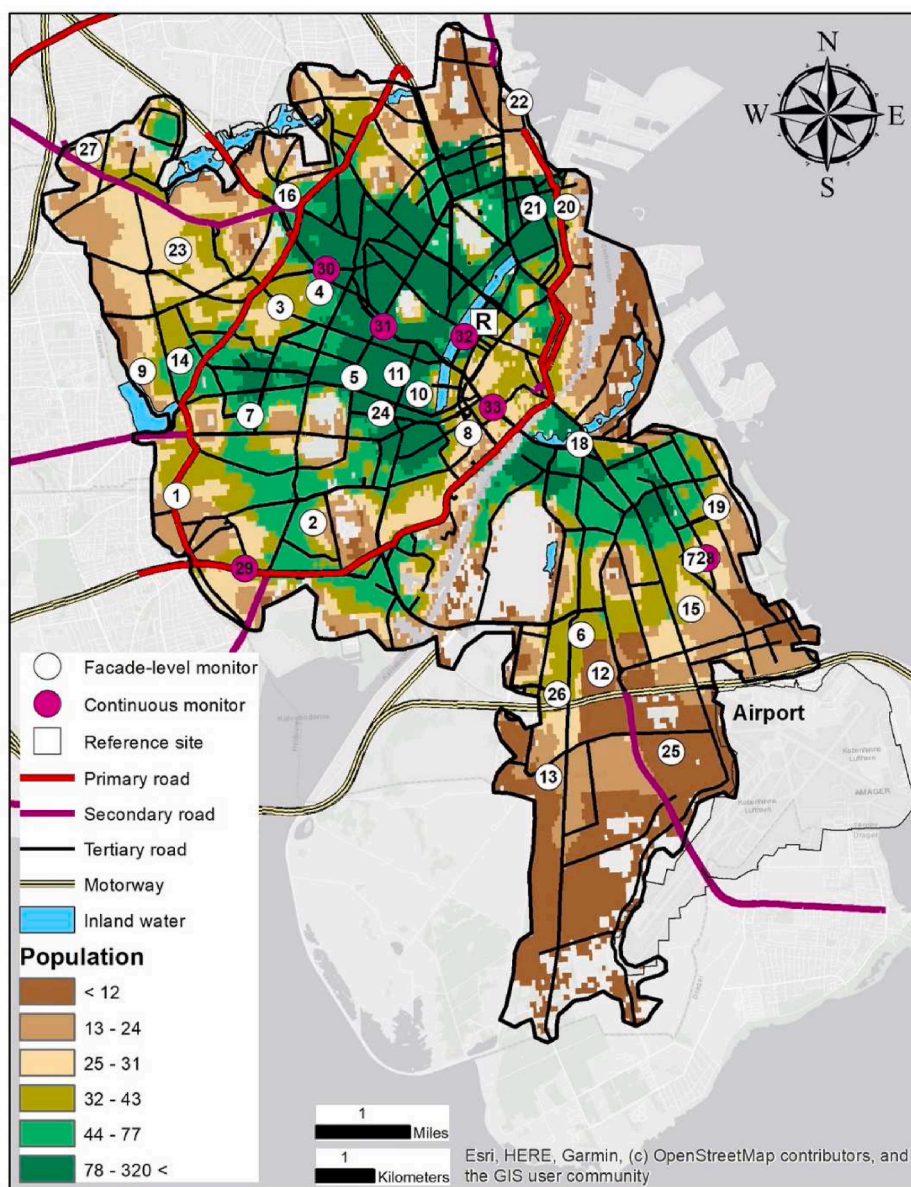 N
W
E
S
22
27
16
21
20
23
30
4
3
31
32
R
9
14
5
11
10
7
24
33
8
18
1
2
19
29
728
15
6
12
26
Airport
13
25
AMAGER
Facade-level monitor
Continuous monitor
Reference site
Primary road
Secondary road
Tertiary road
Motorway
Inland water
Population
< 12
13 - 24
25 - 31
32 - 43
44 - 77
78 - 320 <
1
Miles
1
Kilometers
Esri, HERE, Garmin, (c) OpenStreetMap contributors, and
the GIS user community